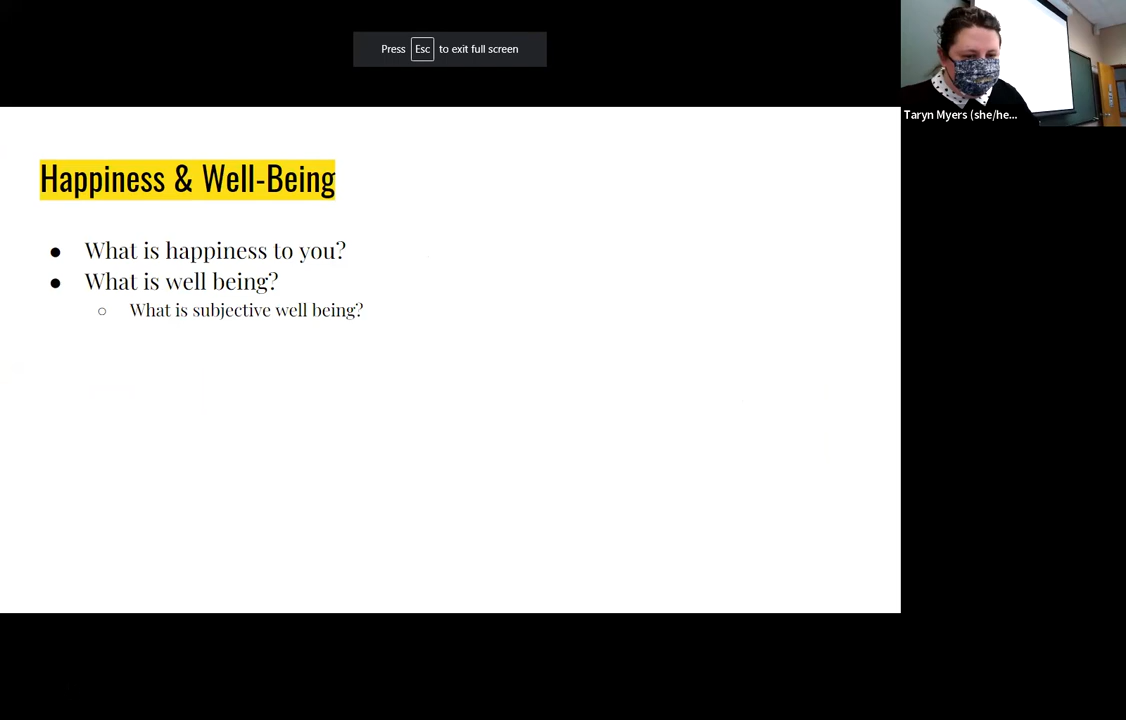 Press Esc to exit full screen
Taryn Myers (she/he...
Happiness & Well-Being
● What is happiness to you?
● What is well being?
○ What is subjective well being?